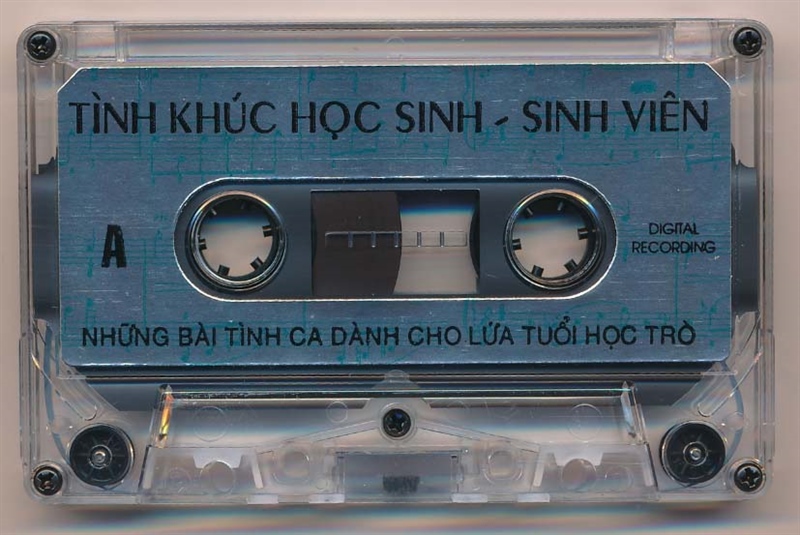 TÌNH KHÚC HỌC SINH - SINH VIÊN
A
DIGITAL
RECORDING
NHỮNG BÀI TÌNH CA DÀNH CHO LỨA TUỔI HỌC TRÒ